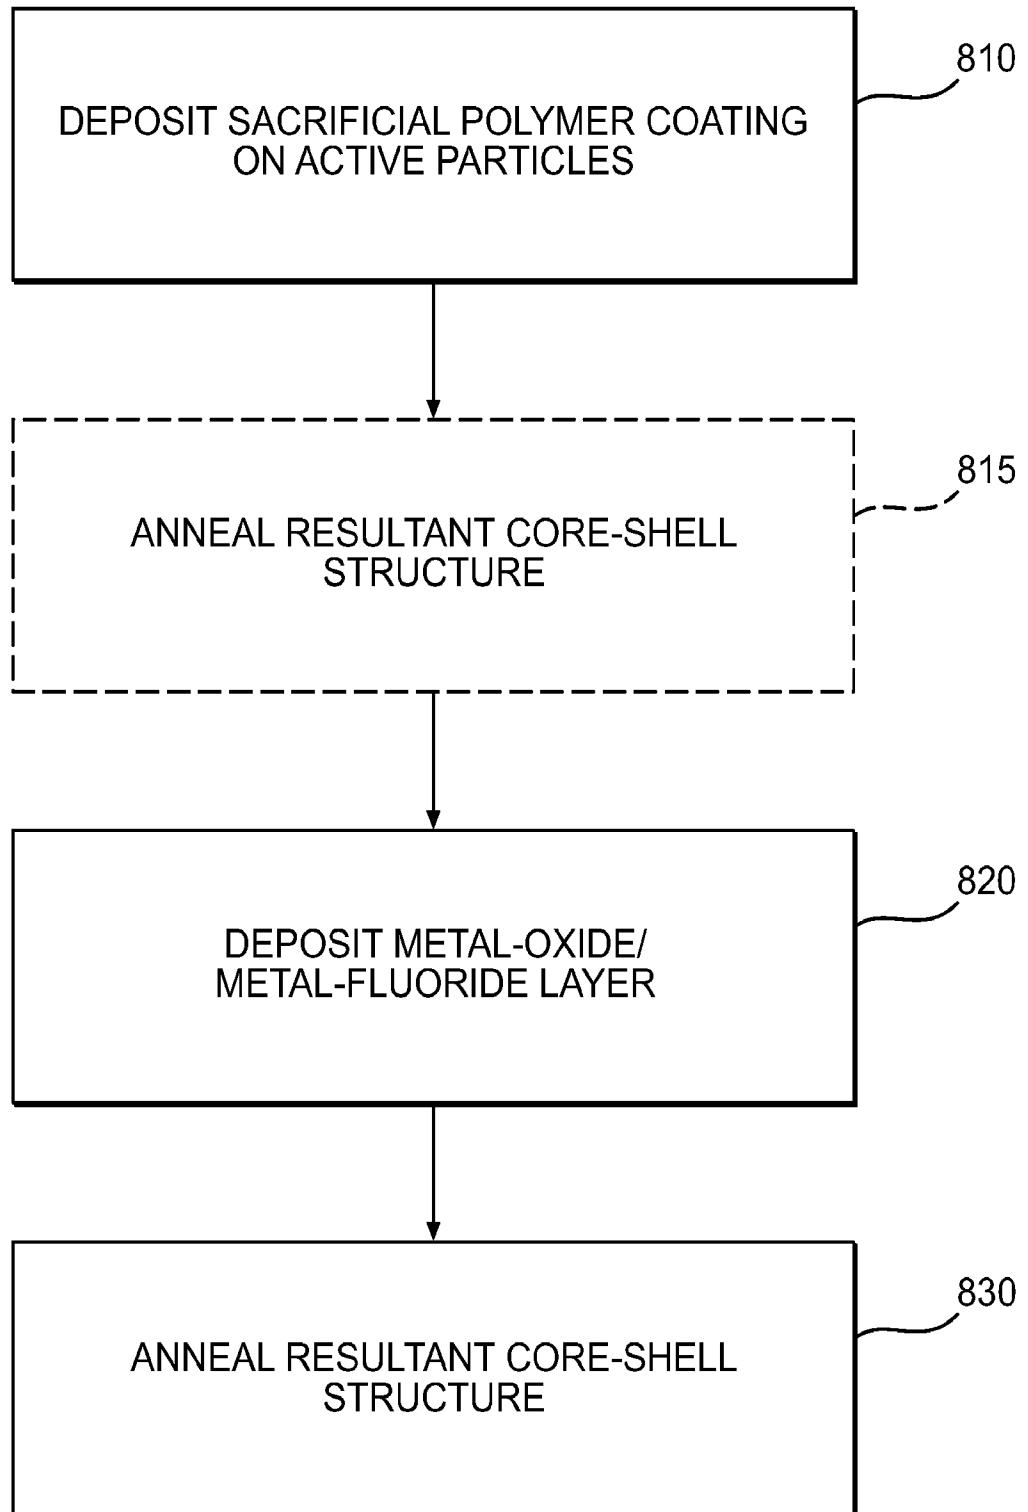 810
DEPOSIT SACRIFICIAL POLYMER COATING
ON ACTIVE PARTICLES
815
ANNEAL RESULTANT CORE-SHELL
STRUCTURE
820
DEPOSIT METAL-OXIDE/
METAL-FLUORIDE LAYER
830
ANNEAL RESULTANT CORE-SHELL
STRUCTURE